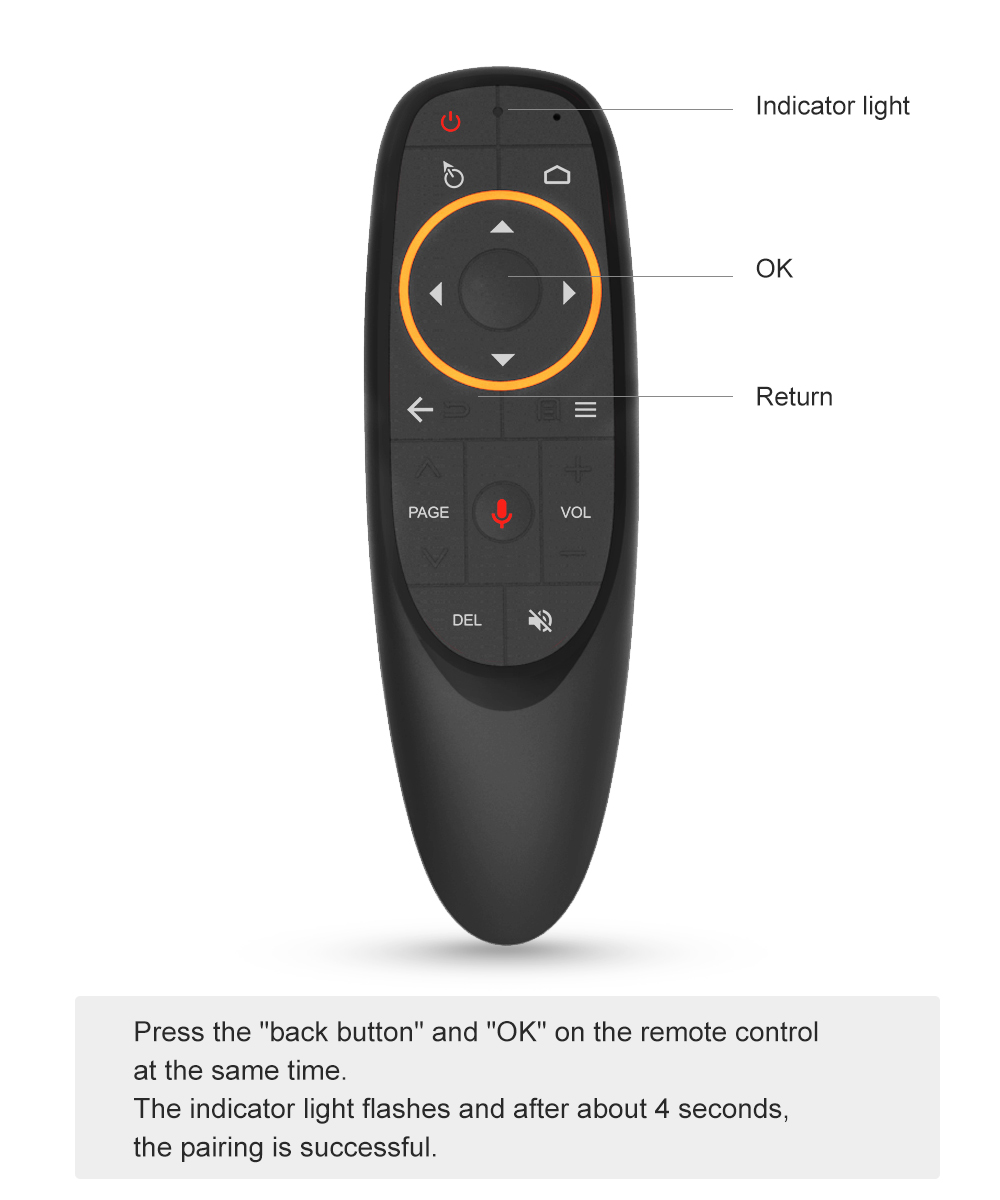 Indicator light
OK
Return
PAGE
VOL
DEL
Press the "back button" and "OK" on the remote control
at the same time.
The indicator light flashes and after about 4 seconds,
the pairing is successful.